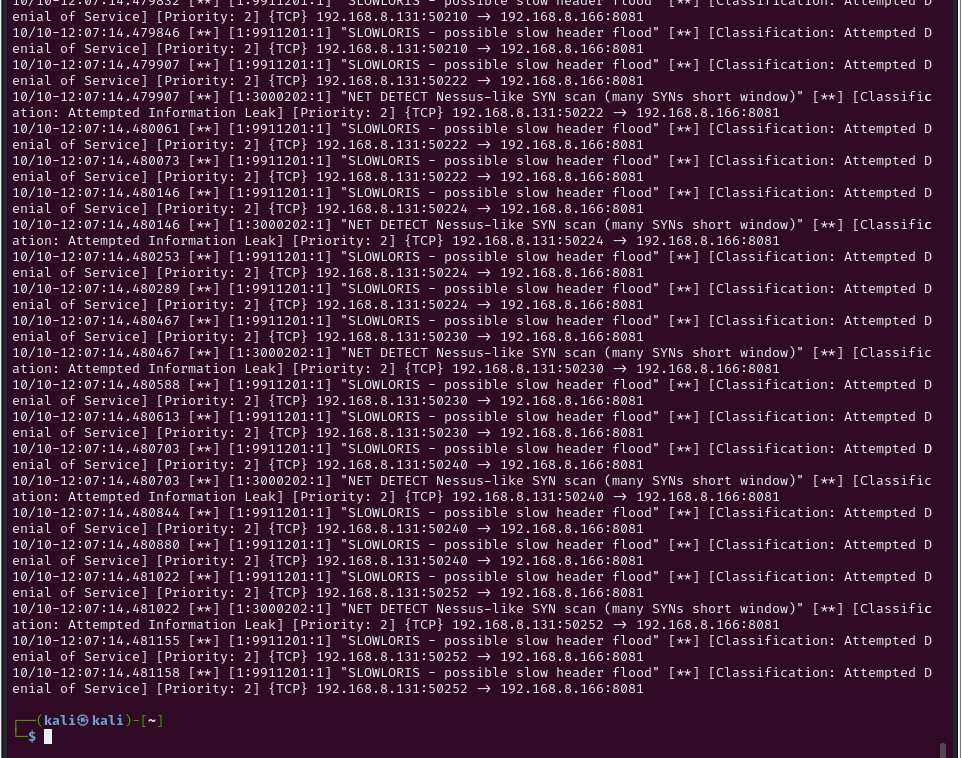 10/10-12:07:14.479832 [**] [1:9911201:1] "SLOWLORIS - possible slow header flood" [**] [Classification: Attempted D
enial of Service] [Priority: 2] {TCP} 192.168.8.131:50210 → 192.168.8.166:8081
10/10-12:07:14.479846 [**] [1:9911201:1] "SLOWLORIS - possible slow header flood" [**] [Classification: Attempted D
enial of Service] [Priority: 2] {TCP} 192.168.8.131:50210 → 192.168.8.166:8081
10/10-12:07:14.479907 [**] [1:9911201:1] "SLOWLORIS - possible slow header flood" [**] [Classification: Attempted D
enial of Service] [Priority: 2] {TCP} 192.168.8.131:50222 → 192.168.8.166:8081
10/10-12:07:14.479907 [**] [1:3000202:1] "NET DETECT Nessus-like SYN scan (many SYNs short window)" [**] [Classific
ation: Attempted Information Leak] [Priority: 2] {TCP} 192.168.8.131:50222 → 192.168.8.166:8081
10/10-12:07:14.480061 [**] [1:9911201:1] "SLOWLORIS - possible slow header flood" [**] [Classification: Attempted D
enial of Service] [Priority: 2] {TCP} 192.168.8.131:50222 → 192.168.8.166:8081
10/10-12:07:14.480073 [**] [1:9911201:1] "SLOWLORIS - possible slow header flood" [**] [Classification: Attempted D
enial of Service] [Priority: 2] {TCP} 192.168.8.131:50222 → 192.168.8.166:8081
10/10-12:07:14.480146 [**] [1:9911201:1] "SLOWLORIS - possible slow header flood" [**] [Classification: Attempted D
enial of Service] [Priority: 2] {TCP} 192.168.8.131:50224 → 192.168.8.166:8081
10/10-12:07:14.480146 [**] [1:3000202:1] "NET DETECT Nessus-like SYN scan (many SYNs short window)" [**] [Classific
ation: Attempted Information Leak] [Priority: 2] {TCP} 192.168.8.131:50224 → 192.168.8.166:8081
10/10-12:07:14.480253 [**] [1:9911201:1] "SLOWLORIS - possible slow header flood" [**] [Classification: Attempted D
enial of Service] [Priority: 2] {TCP} 192.168.8.131:50224 → 192.168.8.166:8081
10/10-12:07:14.480289 [**] [1:9911201:1] "SLOWLORIS - possible slow header flood" [**] [Classification: Attempted D
enial of Service] [Priority: 2] {TCP} 192.168.8.131:50224 → 192.168.8.166:8081
10/10-12:07:14.480467 [**] [1:9911201:1] "SLOWLORIS - possible slow header flood" [**] [Classification: Attempted D
enial of Service] [Priority: 2] {TCP} 192.168.8.131:50230 → 192.168.8.166:8081
10/10-12:07:14.480467 [**] [1:3000202:1] "NET DETECT Nessus-like SYN scan (many SYNs short window)" [**] [Classific
ation: Attempted Information Leak] [Priority: 2] {TCP} 192.168.8.131:50230 → 192.168.8.166:8081
10/10-12:07:14.480588 [**] [1:9911201:1] "SLOWLORIS - possible slow header flood" [**] [Classification: Attempted D
enial of Service] [Priority: 2] {TCP} 192.168.8.131:50230 → 192.168.8.166:8081
10/10-12:07:14.480613 [**] [1:9911201:1] "SLOWLORIS - possible slow header flood" [**] [Classification: Attempted D
enial of Service] [Priority: 2] {TCP} 192.168.8.131:50230 → 192.168.8.166:8081
10/10-12:07:14.480703 [**] [1:9911201:1] "SLOWLORIS - possible slow header flood" [**] [Classification: Attempted D
enial of Service] [Priority: 2] {TCP} 192.168.8.131:50240 → 192.168.8.166:8081
10/10-12:07:14.480703 [**] [1:3000202:1] "NET DETECT Nessus-like SYN scan (many SYNs short window)" [**] [Classific
ation: Attempted Information Leak] [Priority: 2] {TCP} 192.168.8.131:50240 → 192.168.8.166:8081
10/10-12:07:14.480844 [**] [1:9911201:1] "SLOWLORIS - possible slow header flood" [**] [Classification: Attempted D
enial of Service] [Priority: 2] {TCP} 192.168.8.131:50240 → 192.168.8.166:8081
10/10-12:07:14.480880 [**] [1:9911201:1] "SLOWLORIS - possible slow header flood" [**] [Classification: Attempted D
enial of Service] [Priority: 2] {TCP} 192.168.8.131:50240 → 192.168.8.166:8081
10/10-12:07:14.481022 [**] [1:9911201:1] "SLOWLORIS - possible slow header flood" [**] [Classification: Attempted D
enial of Service] [Priority: 2] {TCP} 192.168.8.131:50252 → 192.168.8.166:8081
10/10-12:07:14.481022 [**] [1:3000202:1] "NET DETECT Nessus-like SYN scan (many SYNs short window)" [**] [Classific
ation: Attempted Information Leak] [Priority: 2] {TCP} 192.168.8.131:50252 → 192.168.8.166:8081
10/10-12:07:14.481155 [**] [1:9911201:1] "SLOWLORIS - possible slow header flood" [**] [Classification: Attempted D
enial of Service] [Priority: 2] {TCP} 192.168.8.131:50252 → 192.168.8.166:8081
10/10-12:07:14.481158 [**] [1:9911201:1] "SLOWLORIS - possible slow header flood" [**] [Classification: Attempted D
enial of Service] [Priority: 2] {TCP} 192.168.8.131:50252 → 192.168.8.166:8081
┌──(kali㉿kali)-[~]
└─$